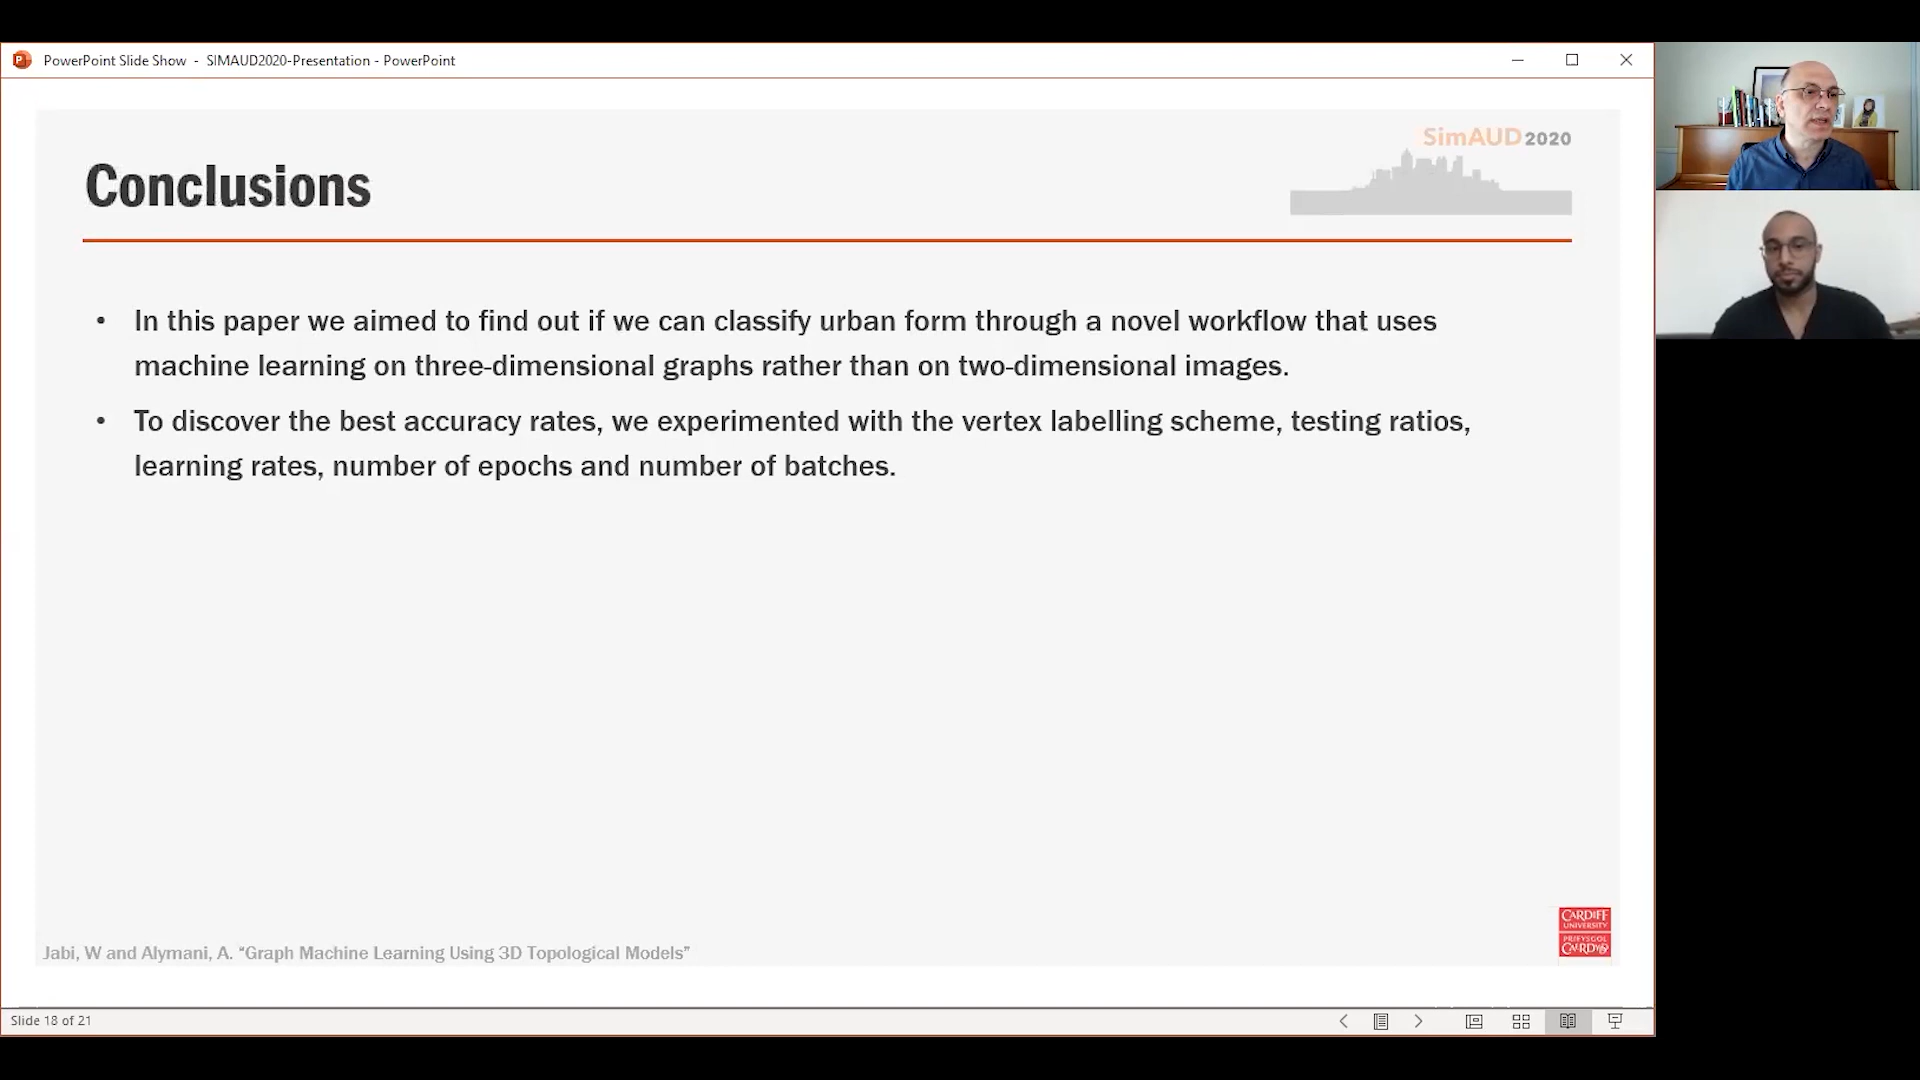 PowerPoint Slide Show - SIMAUD2020-Presentation - PowerPoint
SimAUD2020
Conclusions
• In this paper we aimed to find out if we can classify urban form through a novel workflow that uses
machine learning on three-dimensional graphs rather than on two-dimensional images.
• To discover the best accuracy rates, we experimented with the vertex labelling scheme, testing ratios,
learning rates, number of epochs and number of batches.
CARDIFF
UNIVERSITY
PRIFYSGOL
CAERDYDD
Jabi, W and Alymani, A. “Graph Machine Learning Using 3D Topological Models”
Slide 18 of 21